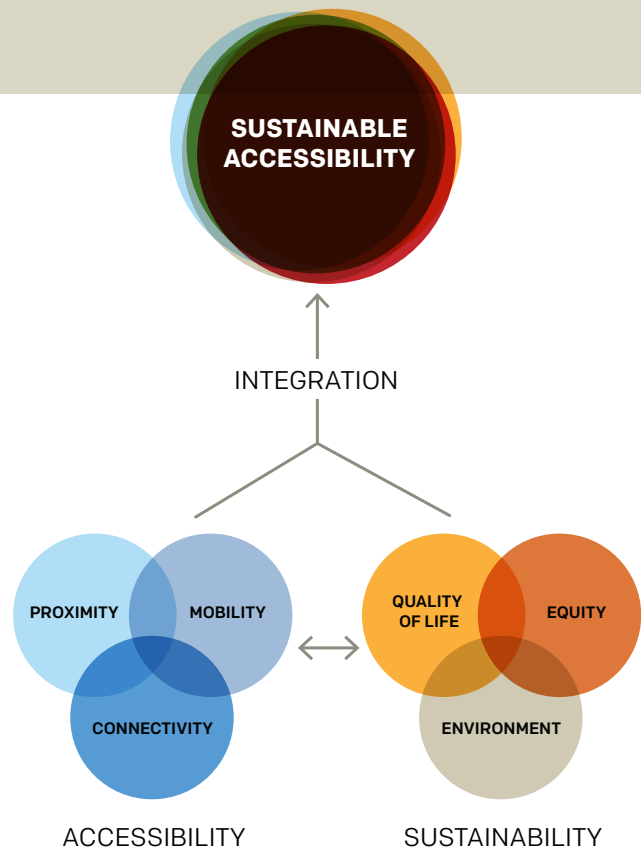 SUSTAINABLE
ACCESSIBILITY
INTEGRATION
PROXIMITY
MOBILITY
CONNECTIVITY
QUALITY
OF LIFE
EQUITY
ENVIRONMENT
ACCESSIBILITY
SUSTAINABILITY